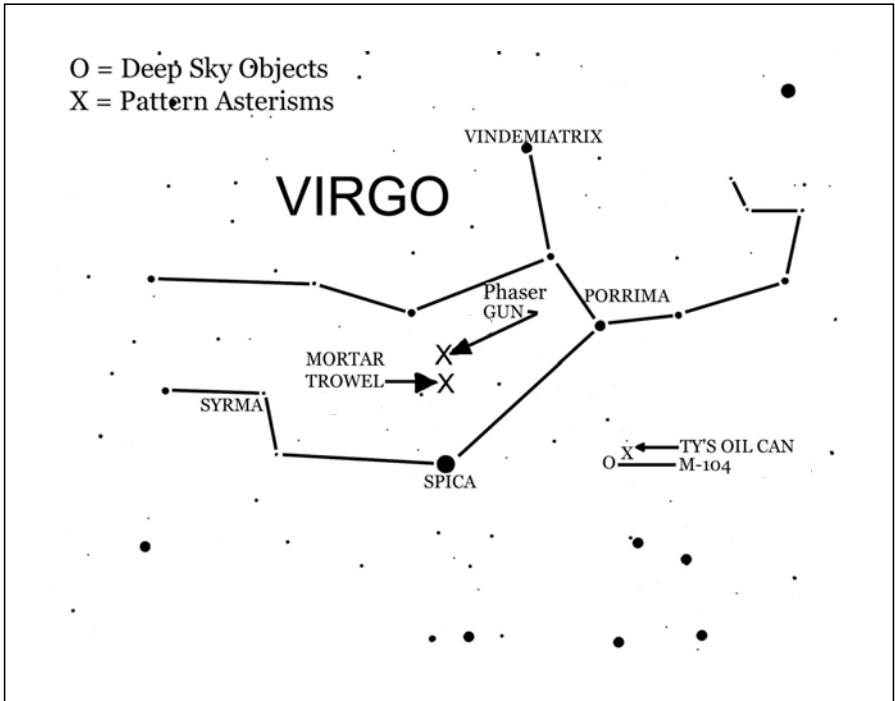 O = Deep Sky Objects
X = Pattern Asterisms
VINDEMIATRIX
VIRGO
Phaser
GUN
PORRIMA
X
MORTAR
TROWEL
X
SYRMA
X
TY'S OIL CAN
O
M-104
SPICA